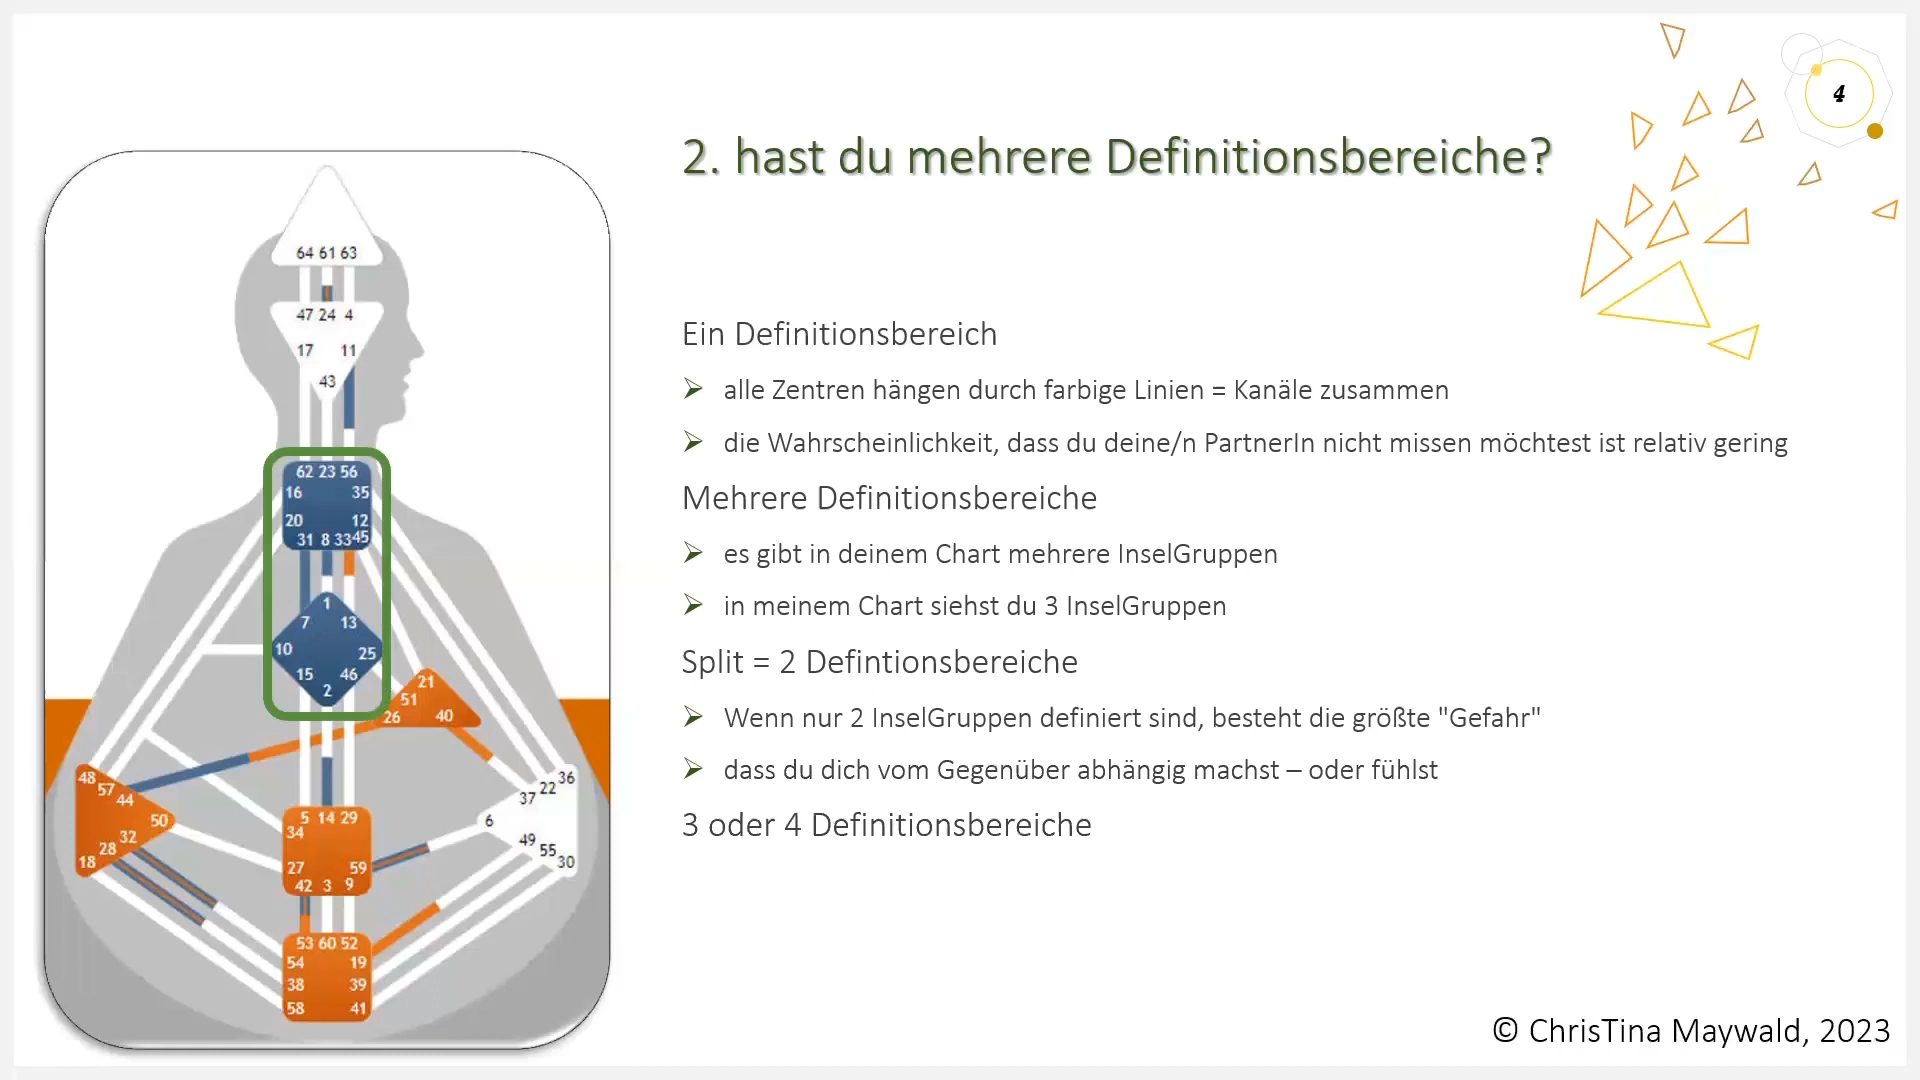 4
2. hast du mehrere Definitionsbereiche?
Ein Definitionsbereich
alle Zentren hängen durch farbige Linien = Kanäle zusammen
die Wahrscheinlichkeit, dass du deine/n PartnerIn nicht missen möchtest ist relativ gering
Mehrere Definitionsbereiche
es gibt in deinem Chart mehrere InselGruppen
in meinem Chart siehst du 3 InselGruppen
Split = 2 Defintionsbereiche
Wenn nur 2 InselGruppen definiert sind, besteht die größte "Gefahr"
dass du dich vom Gegenüber abhängig machst – oder fühlst
3 oder 4 Definitionsbereiche
64 61 63
47 24 4
17 11
43
62 23 56
16 35
20 12
31 8 33 45
1
7 13
10 25
15 46
2
21
51
26 40
48
57
44
50
32
28
18
36
22
37
6
49
55
30
5 14 29
34
27 59
42 3 9
53 60 52
54 19
38 39
58 41
© ChrisTina Maywald, 2023